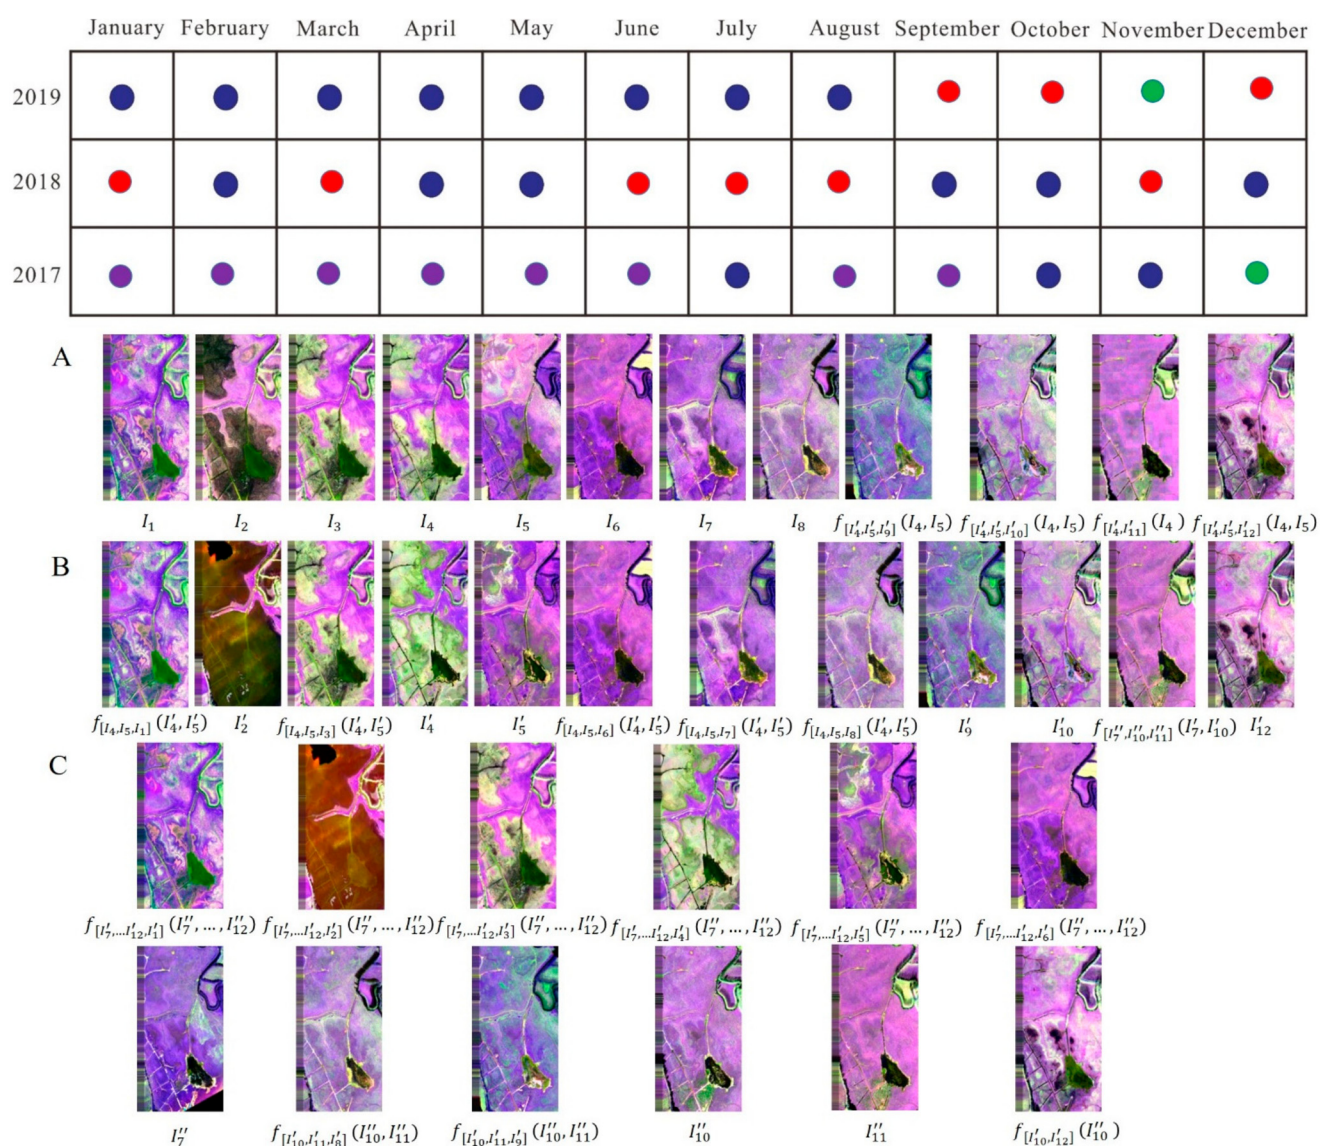 January February March April May June July August September October November December
2019
2018
2017
A
I₁ I₂ I₃ I₄ I₅ I₆ I₇ I₈ f[I′₄,I′₅,I′₉] (I₄, I₅) f[I′₄,I′₅,I′₁₀] (I₄, I₅) f[I′₄,I′₁₁] (I₄) f[I′₄,I′₅,I′₁₂] (I₄, I₅)
B
f[I₄,I₅,I₁] (I′₄, I′₅) I′₂ f[I₄,I₅,I₃] (I′₄, I′₅) I′₄ I′₅ f[I₄,I₅,I₆] (I′₄, I′₅) f[I₄,I₅,I₇] (I′₄, I′₅) f[I₄,I₅,I₈] (I′₄, I′₅) I′₉ I′₁₀ f[I″₇,I″₁₀,I″₁₁] (I′₇, I′₁₀) I′₁₂
C
f[I′₇,…I′₁₂,I′₁] (I″₇, … , I″₁₂) f[I′₇,…I′₁₂,I′₂] (I″₇, … , I″₁₂) f[I′₇,…I′₁₂,I′₃] (I″₇, … , I″₁₂) f[I′₇,…I′₁₂,I′₄] (I″₇, … , I″₁₂) f[I′₇,…I′₁₂,I′₅] (I″₇, … , I″₁₂) f[I′₇,…I′₁₂,I′₆] (I″₇, … , I″₁₂)
I″₇ f[I′₁₀,I′₁₁,I′₈] (I″₁₀, I″₁₁) f[I′₁₀,I′₁₁,I′₉] (I″₁₀, I″₁₁) I″₁₀ I″₁₁ f[I′₁₀,I′₁₂] (I″₁₀)